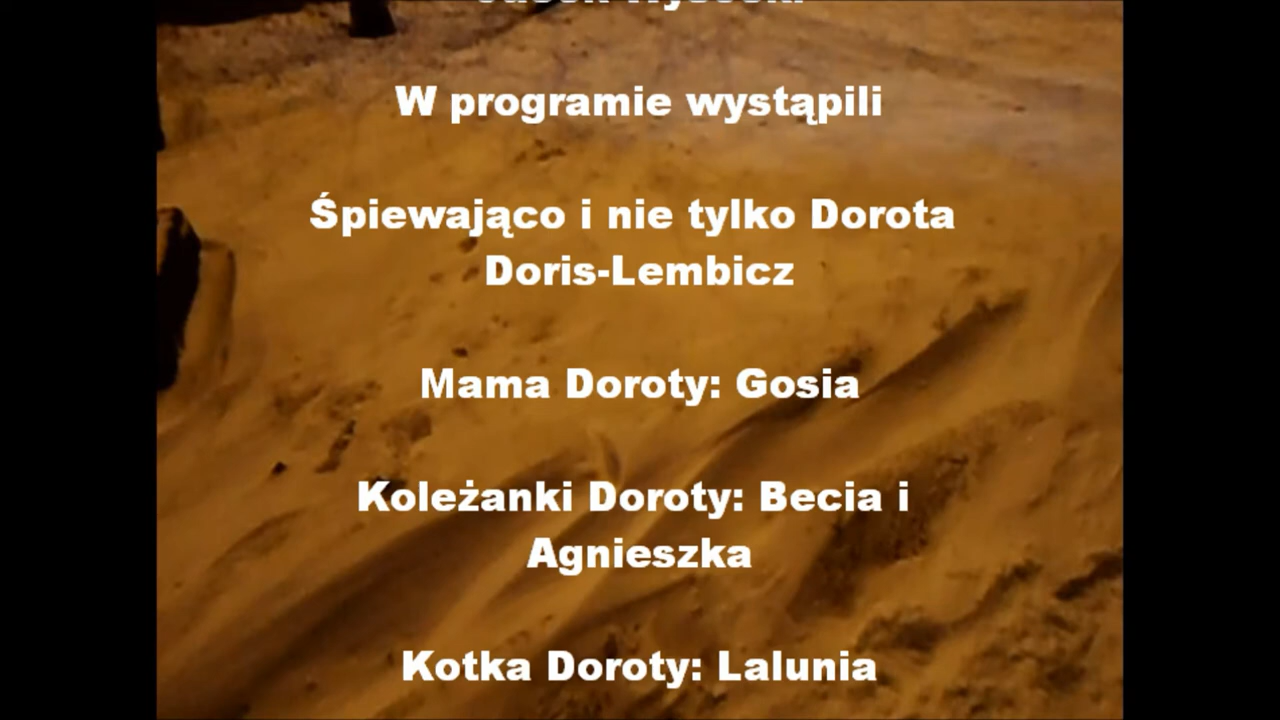 W programie wystąpili
Śpiewająco i nie tylko Dorota
Doris-Lembicz
Mama Doroty: Gosia
Koleżanki Doroty: Becia i
Agnieszka
Kotka Doroty: Lalunia